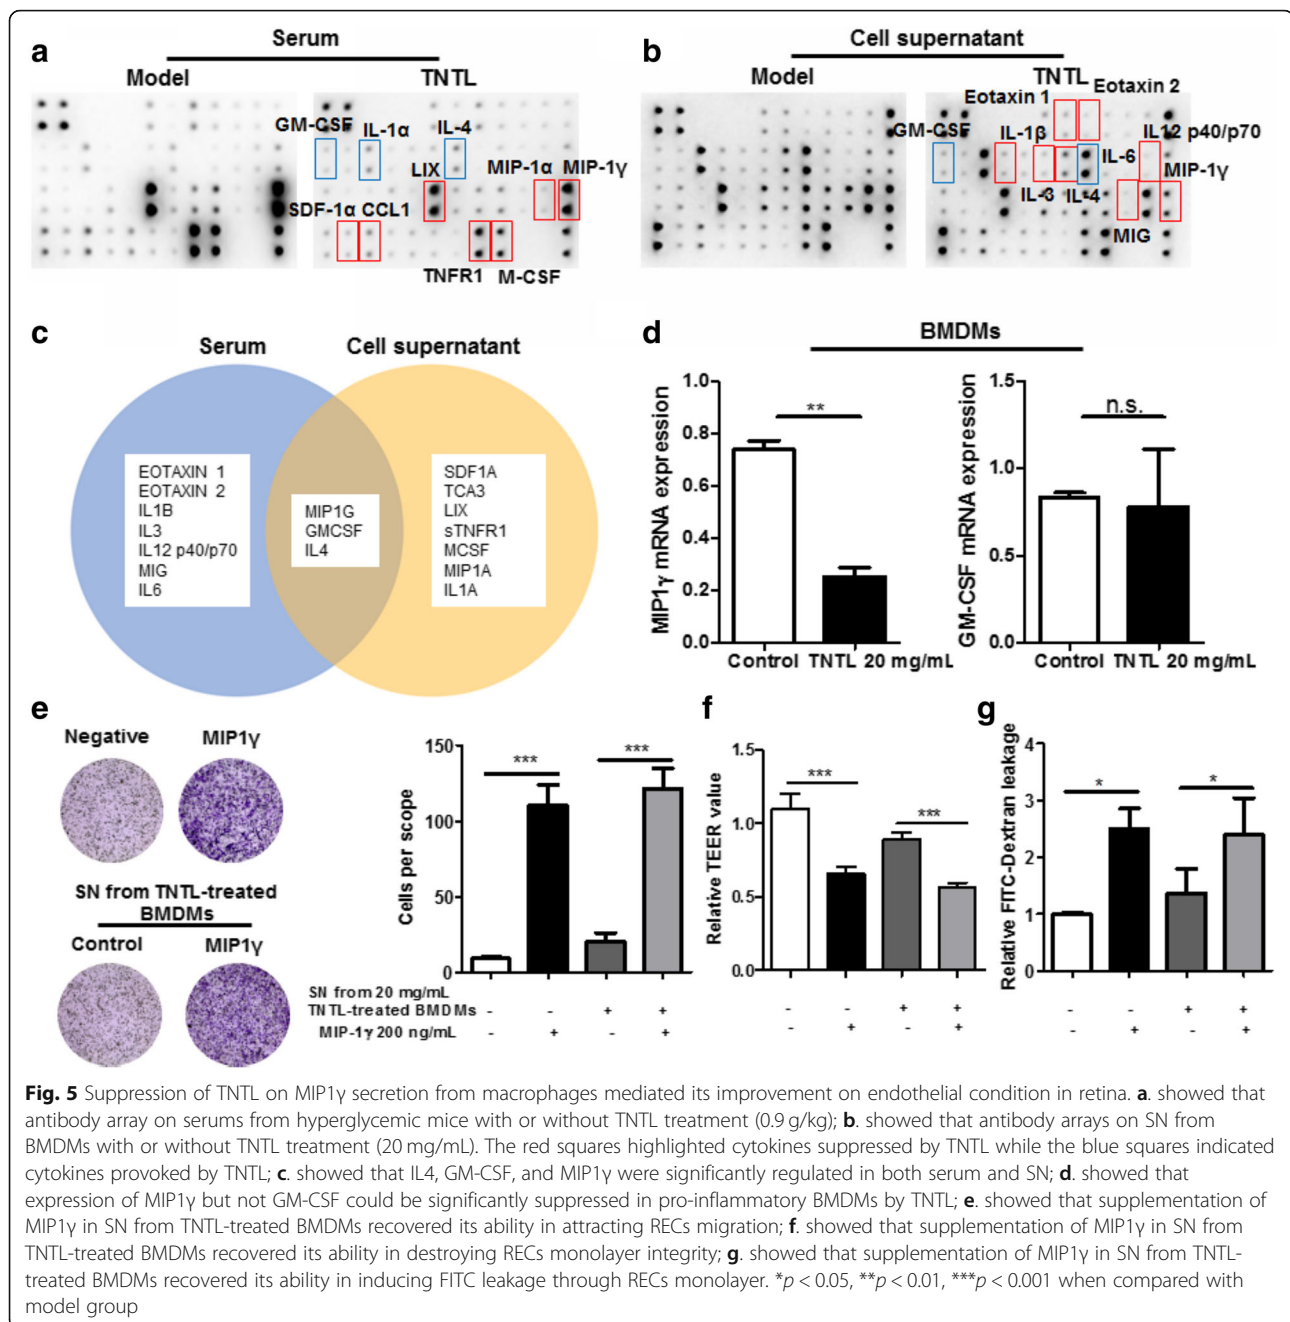 a
Serum
Model
TNTL
GM-CSF
IL-1α
IL-4
LIX
MIP-1α
MIP-1γ
SDF-1α CCL1
TNFR1
M-CSF
b
Cell supernatant
Model
TNTL
Eotaxin 1
Eotaxin 2
GM-CSF
IL-1β
IL12 p40/p70
IL-6
MIP-1γ
IL-3
IL-4
MIG
c
Serum
Cell supernatant
EOTAXIN 1
EOTAXIN 2
IL1B
IL3
IL12 p40/p70
MIG
IL6
MIP1G
GMCSF
IL4
SDF1A
TCA3
LIX
sTNFR1
MCSF
MIP1A
IL1A
d
BMDMs
MIP1γ mRNA expression
1.0
0.8
0.6
0.4
0.2
0.0
**
Control
TNTL 20 mg/mL
GM-CSF mRNA expression
1.5
1.0
0.5
0.0
n.s.
Control
TNTL 20 mg/mL
e
Negative
MIP1γ
SN from TNTL-treated
BMDMs
Control
MIP1γ
Cells per scope
150
100
50
0
***
***
SN from 20 mg/mL
TNTL-treated BMDMs - - + +
MIP-1γ 200 ng/mL - + - +
f
Relative TEER value
1.5
1.0
0.5
0.0
***
***
- - + +
- + - +
g
Relative FITC-Dextran leakage
4
3
2
1
0
*
*
- - + +
- + - +
Fig. 5 Suppression of TNTL on MIP1γ secretion from macrophages mediated its improvement on endothelial condition in retina. a. showed that
antibody array on serums from hyperglycemic mice with or without TNTL treatment (0.9 g/kg); b. showed that antibody arrays on SN from
BMDMs with or without TNTL treatment (20 mg/mL). The red squares highlighted cytokines suppressed by TNTL while the blue squares indicated
cytokines provoked by TNTL; c. showed that IL4, GM-CSF, and MIP1γ were significantly regulated in both serum and SN; d. showed that
expression of MIP1γ but not GM-CSF could be significantly suppressed in pro-inflammatory BMDMs by TNTL; e. showed that supplementation of
MIP1γ in SN from TNTL-treated BMDMs recovered its ability in attracting RECs migration; f. showed that supplementation of MIP1γ in SN from
TNTL-treated BMDMs recovered its ability in destroying RECs monolayer integrity; g. showed that supplementation of MIP1γ in SN from TNTL-
treated BMDMs recovered its ability in inducing FITC leakage through RECs monolayer. *p < 0.05, **p < 0.01, ***p < 0.001 when compared with
model group